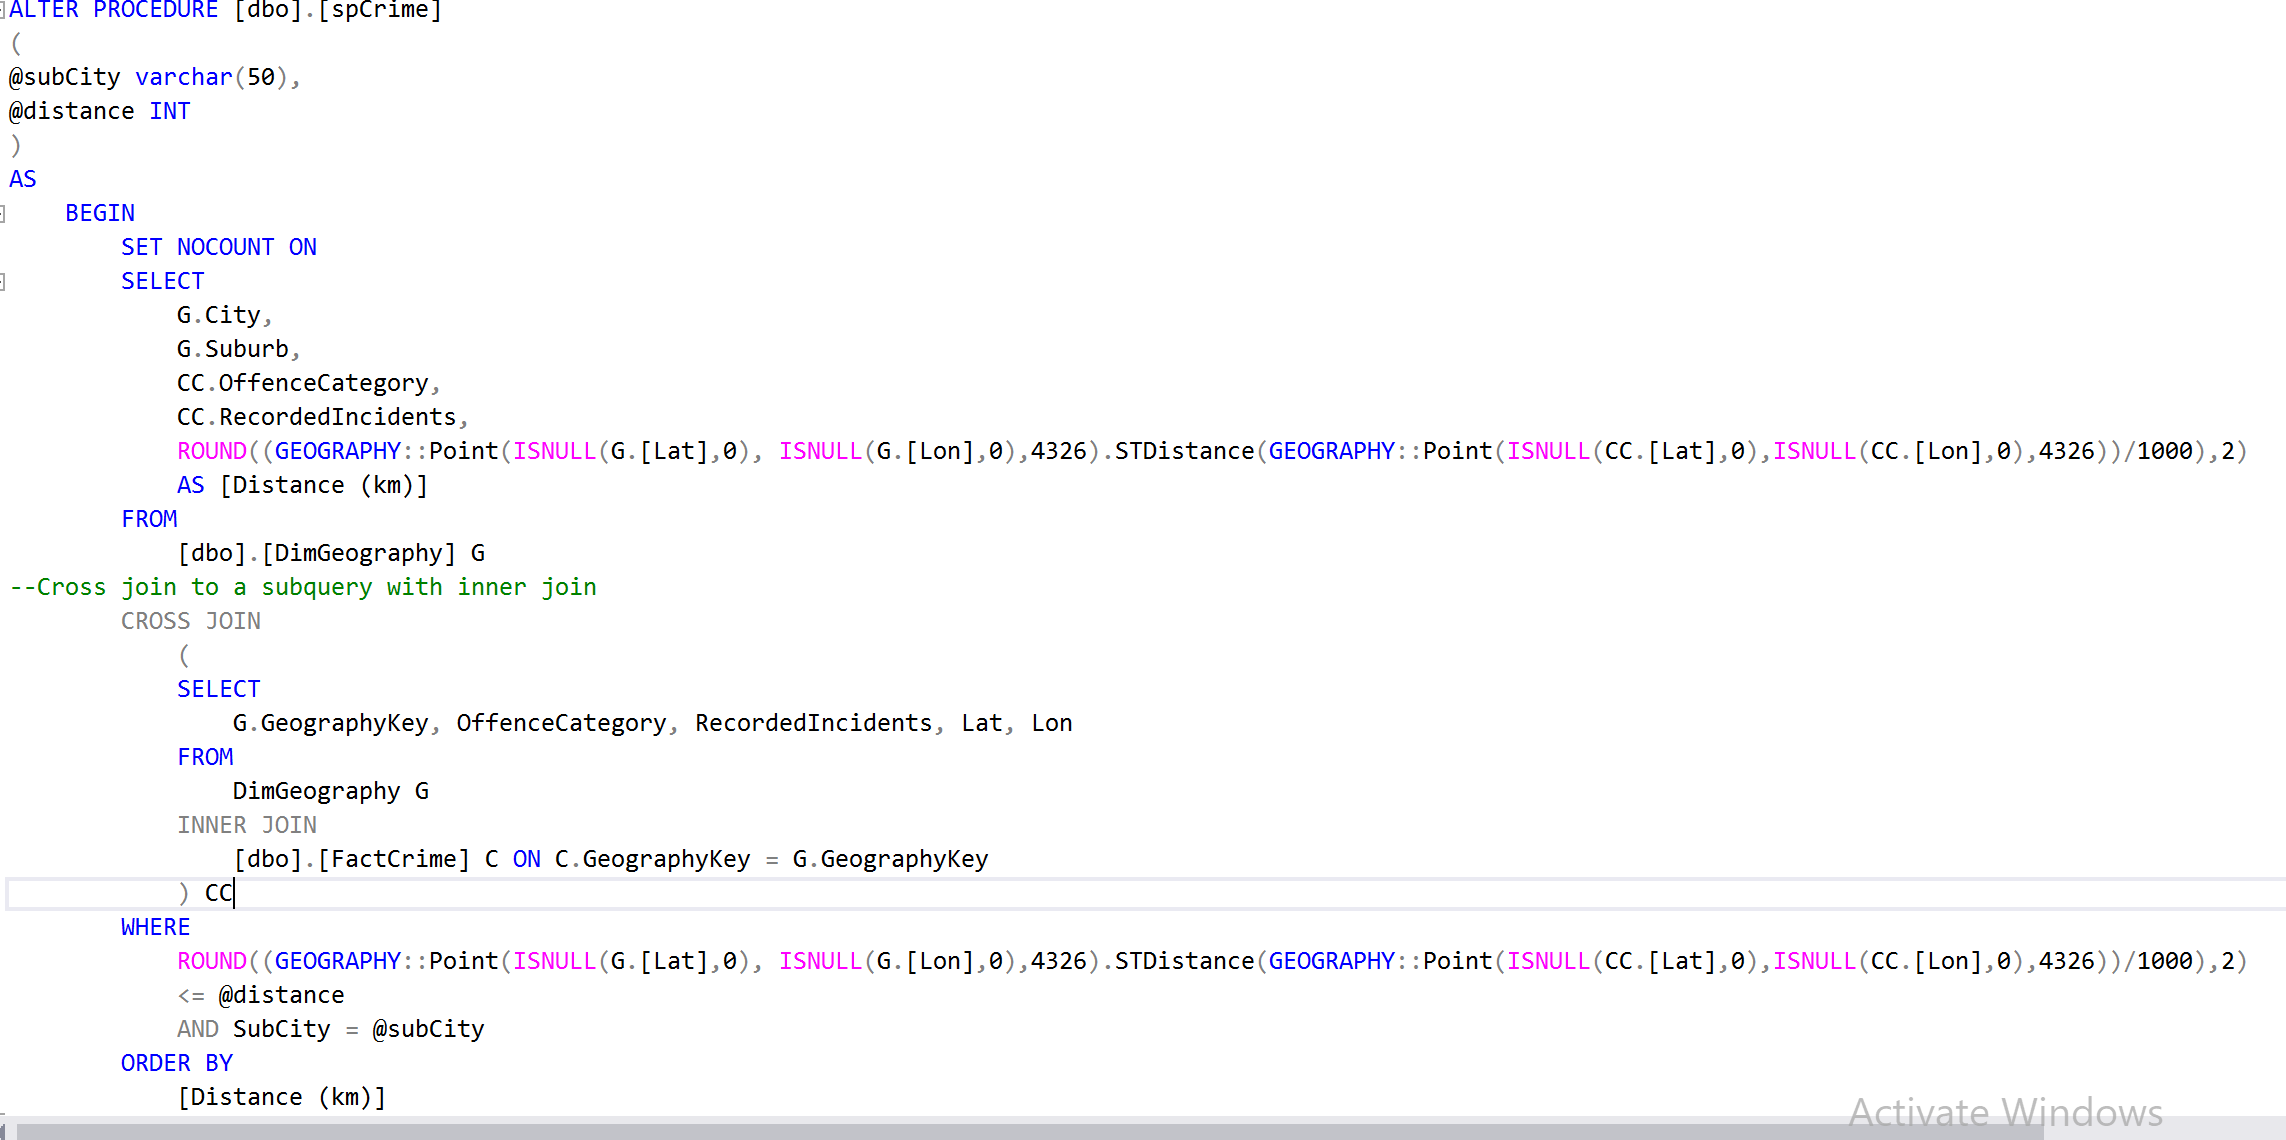 ALTER PROCEDURE [dbo].[spCrime]
(
@subCity varchar(50),
@distance INT
)
AS
BEGIN
SET NOCOUNT ON
SELECT
G.City,
G.Suburb,
CC.OffenceCategory,
CC.RecordedIncidents,
ROUND((GEOGRAPHY::Point(ISNULL(G.[Lat],0), ISNULL(G.[Lon],0),4326).STDistance(GEOGRAPHY::Point(ISNULL(CC.[Lat],0),ISNULL(CC.[Lon],0),4326))/1000),2)
AS [Distance (km)]
FROM
[dbo].[DimGeography] G
--Cross join to a subquery with inner join
CROSS JOIN
(
SELECT
G.GeographyKey, OffenceCategory, RecordedIncidents, Lat, Lon
FROM
DimGeography G
INNER JOIN
[dbo].[FactCrime] C ON C.GeographyKey = G.GeographyKey
) CC
WHERE
ROUND((GEOGRAPHY::Point(ISNULL(G.[Lat],0), ISNULL(G.[Lon],0),4326).STDistance(GEOGRAPHY::Point(ISNULL(CC.[Lat],0),ISNULL(CC.[Lon],0),4326))/1000),2)
<= @distance
AND SubCity = @subCity
ORDER BY
[Distance (km)]
Activate Windows